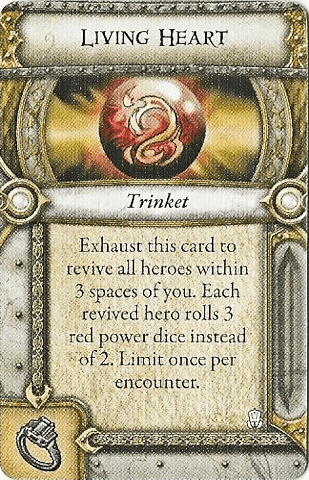 LIVING HEART
Trinket
Exhaust this card to
revive all heroes within
3 spaces of you. Each
revived hero rolls 3
red power dice instead
of 2. Limit once per
encounter.